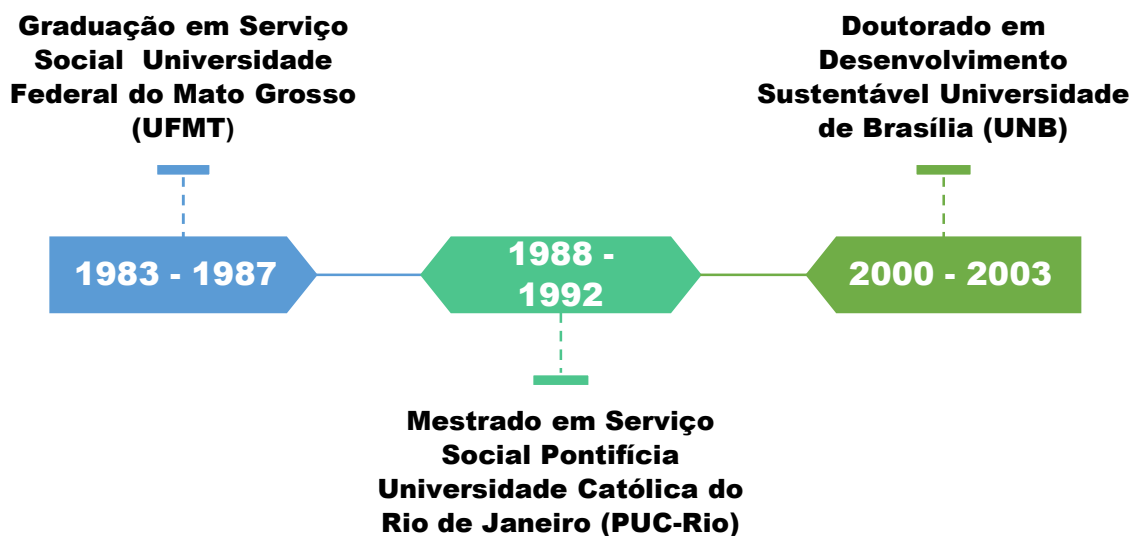 Graduação em Serviço
Social Universidade
Federal do Mato Grosso
(UFMT)
1983 - 1987
1988 -
1992
Mestrado em Serviço
Social Pontifícia
Universidade Católica do
Rio de Janeiro (PUC-Rio)
Doutorado em
Desenvolvimento
Sustentável Universidade
de Brasília (UNB)
2000 - 2003